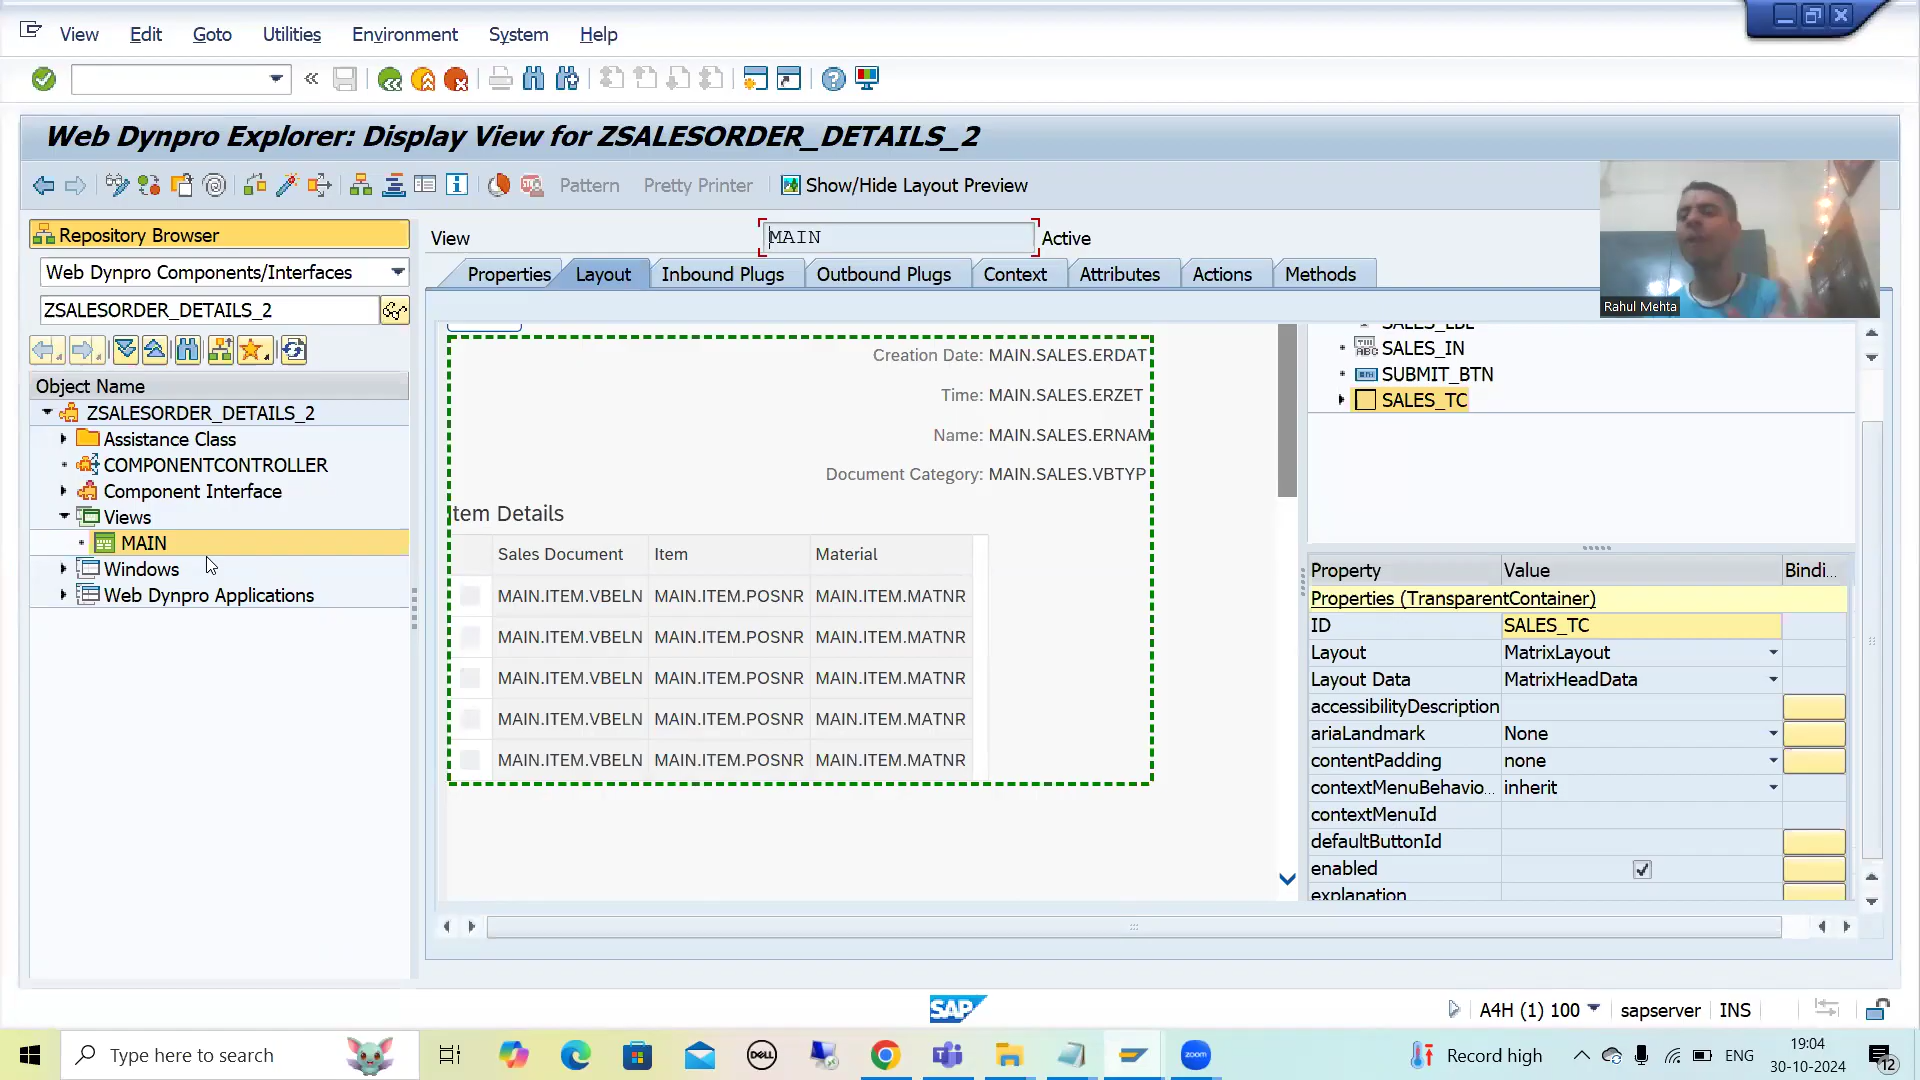 View Edit Goto Utilities Environment System Help
Web Dynpro Explorer: Display View for ZSALESORDER_DETAILS_2
Pattern Pretty Printer Show/Hide Layout Preview
Rahul Mehta
Repository Browser
Web Dynpro Components/Interfaces
ZSALESORDER_DETAILS_2
Object Name
ZSALESORDER_DETAILS_2
Assistance Class
COMPONENTCONTROLLER
Component Interface
Views
MAIN
Windows
Web Dynpro Applications
View MAIN Active
Properties Layout Inbound Plugs Outbound Plugs Context Attributes Actions Methods
Creation Date: MAIN.SALES.ERDAT
Time: MAIN.SALES.ERZET
Name: MAIN.SALES.ERNAM
Document Category: MAIN.SALES.VBTYP
tem Details
Sales Document Item Material
MAIN.ITEM.VBELN MAIN.ITEM.POSNR MAIN.ITEM.MATNR
MAIN.ITEM.VBELN MAIN.ITEM.POSNR MAIN.ITEM.MATNR
MAIN.ITEM.VBELN MAIN.ITEM.POSNR MAIN.ITEM.MATNR
MAIN.ITEM.VBELN MAIN.ITEM.POSNR MAIN.ITEM.MATNR
MAIN.ITEM.VBELN MAIN.ITEM.POSNR MAIN.ITEM.MATNR
SALES_LBL
SALES_IN
SUBMIT_BTN
SALES_TC
Property Value Bindi...
Properties (TransparentContainer)
ID SALES_TC
Layout MatrixLayout
Layout Data MatrixHeadData
accessibilityDescription
ariaLandmark None
contentPadding none
contextMenuBehavio... inherit
contextMenuId
defaultButtonId
enabled
explanation
SAP
A4H (1) 100 sapserver INS
Type here to search
DELL
zoom
Record high
ENG
19:04
30-10-2024
12